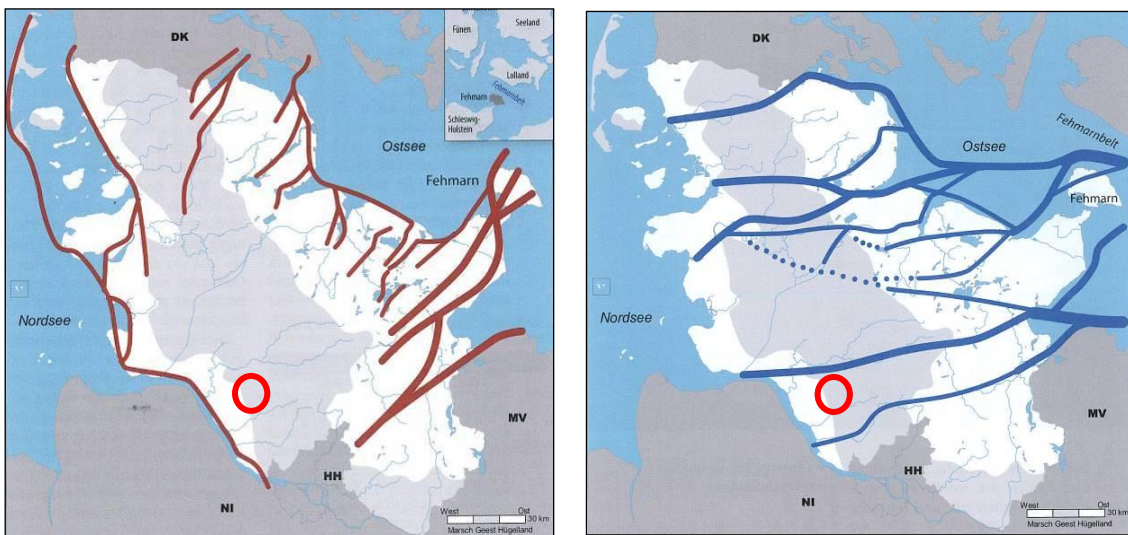 DK
Fünen
Seeland
Lolland
Fehmarnbelt
Fehmarn
Schleswig-
Holstein
Ostsee
Fehmarn
Nordsee
MV
HH
NI
West Ost
30 km
Marsch Geest Hügelland
DK
Fehmarnbelt
Ostsee
Fehmarn
Nordsee
MV
HH
NI
West Ost
30 km
Marsch Geest Hügelland